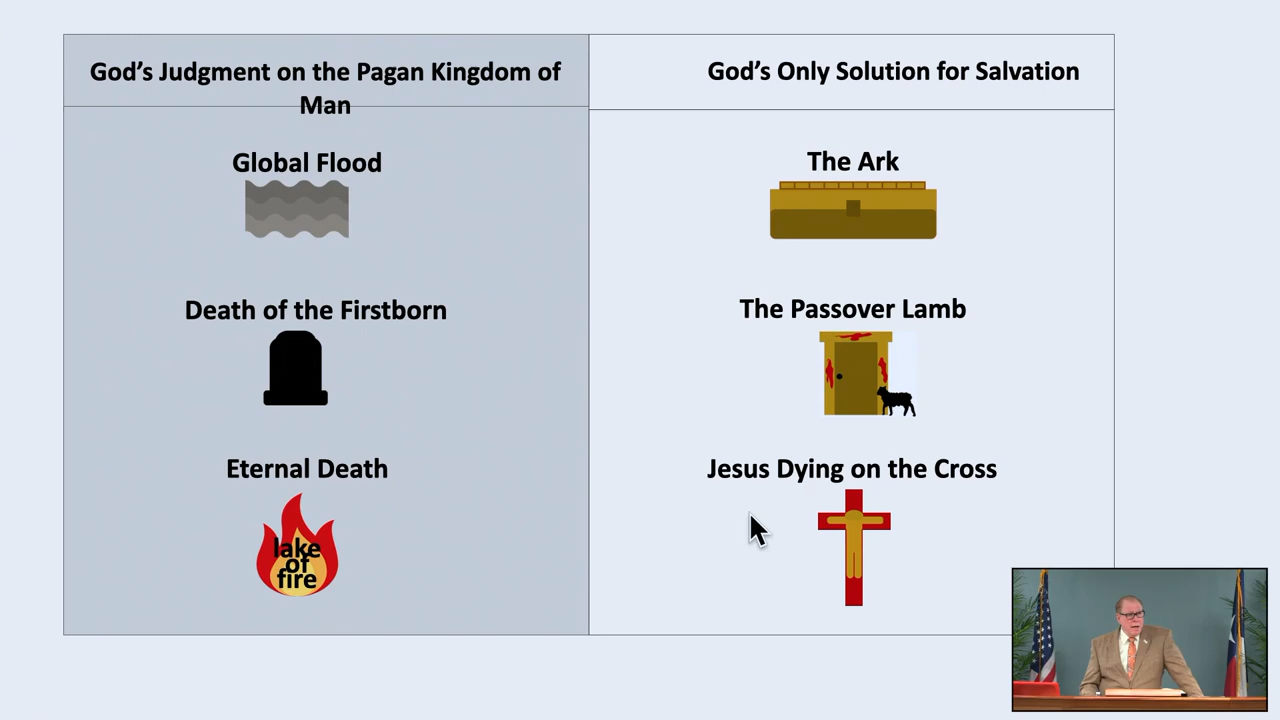 God's Judgment on the Pagan Kingdom of
Man
God's Only Solution for Salvation
Global Flood
The Ark
Death of the Firstborn
The Passover Lamb
Eternal Death
Jesus Dying on the Cross
lake
of
fire